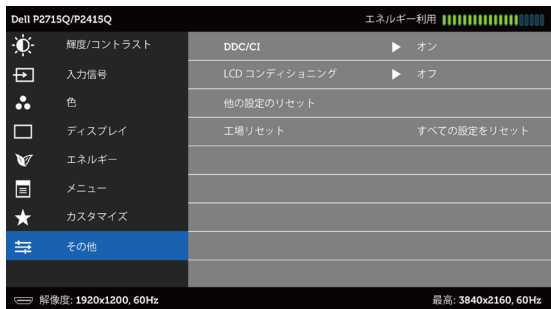 Dell P2715Q/P2415Q エネルギー利用
輝度/コントラスト DDC/CI オン
入力信号 LCD コンディショニング オフ
色 他の設定のリセット
ディスプレイ 工場リセット すべての設定をリセット
エネルギー
メニュー
カスタマイズ
その他
解像度: 1920x1200, 60Hz 最高: 3840x2160, 60Hz